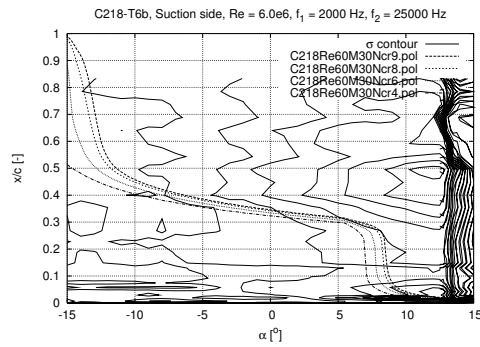 C218-T6b, Suction side, Re = 6.0e6, f1 = 2000 Hz, f2 = 25000 Hz
σ contour
C218Re60M30Ncr9.pol
C218Re60M30Ncr8.pol
C218Re60M30Ncr6.pol
C218Re60M30Ncr4.pol
1
0.9
0.8
0.7
0.6
0.5
0.4
0.3
0.2
0.1
0
x/c [-]
-15 -10 -5 0 5 10 15
α [°]